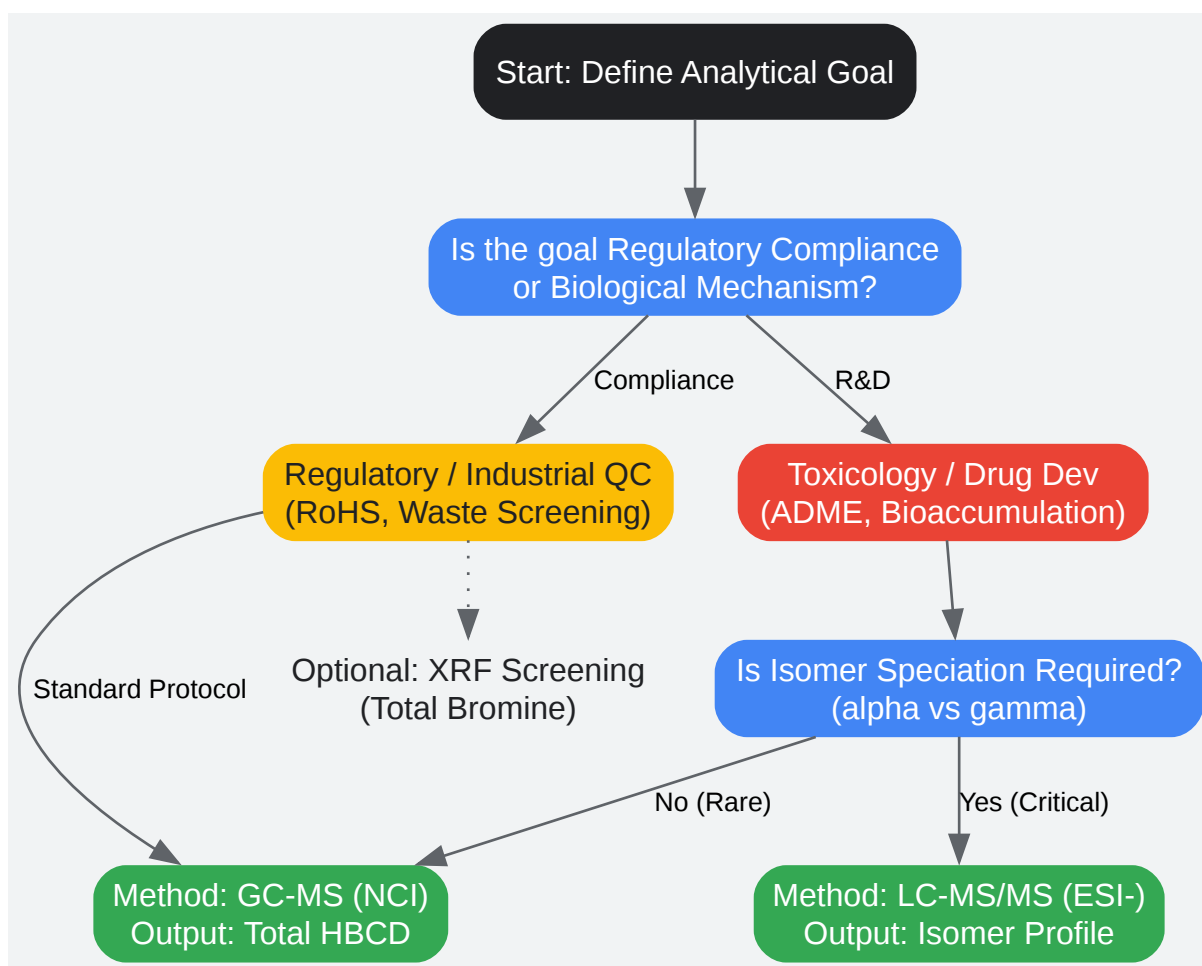 Start: Define Analytical Goal
Is the goal Regulatory Compliance
or Biological Mechanism?
Compliance
R&D
Regulatory / Industrial QC
(RoHS, Waste Screening)
Toxicology / Drug Dev
(ADME, Bioaccumulation)
Standard Protocol
Optional: XRF Screening
(Total Bromine)
Is Isomer Speciation Required?
(alpha vs gamma)
No (Rare)
Yes (Critical)
Method: GC-MS (NCI)
Output: Total HBCD
Method: LC-MS/MS (ESI-)
Output: Isomer Profile